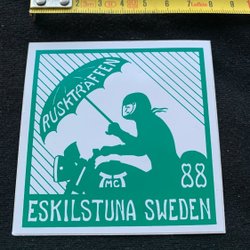 RUSKTRÄFFEN
MC
88
ESKILSTUNA SWEDEN